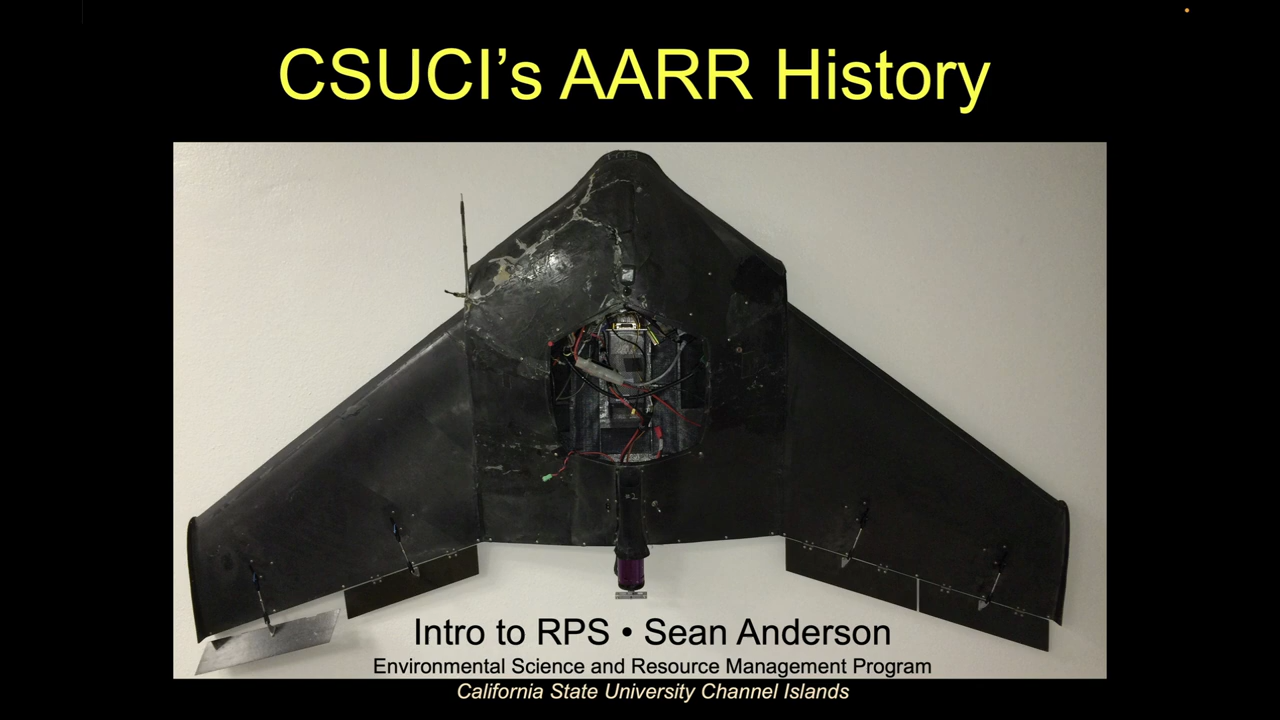 CSUCI's AARR History
Intro to RPS • Sean Anderson
Environmental Science and Resource Management Program
California State University Channel Islands